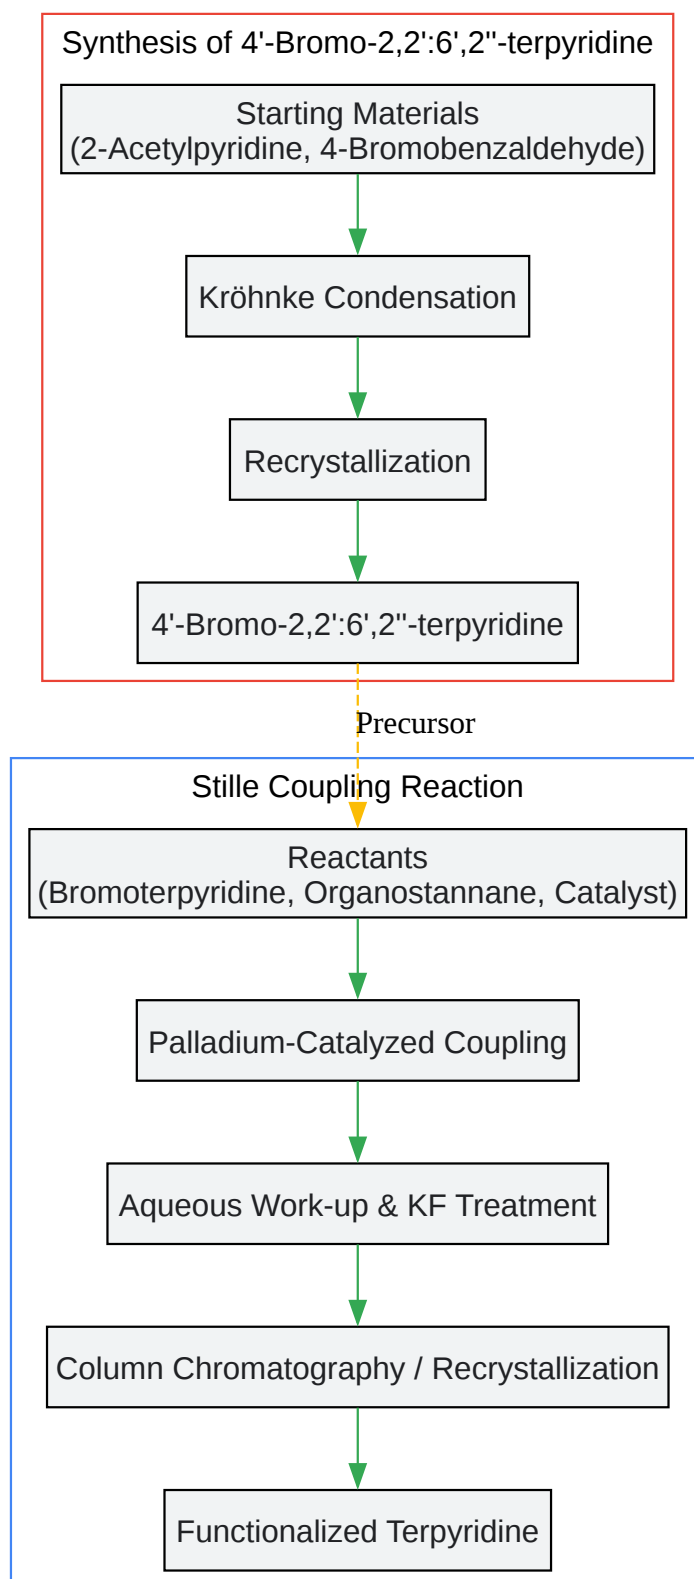 Synthesis of 4'-Bromo-2,2':6',2''-terpyridine
Starting Materials
(2-Acetylpyridine, 4-Bromobenzaldehyde)
Kröhnke Condensation
Recrystallization
4'-Bromo-2,2':6',2''-terpyridine
Precursor
Stille Coupling Reaction
Reactants
(Bromoterpyridine, Organostannane, Catalyst)
Palladium-Catalyzed Coupling
Aqueous Work-up & KF Treatment
Column Chromatography / Recrystallization
Functionalized Terpyridine